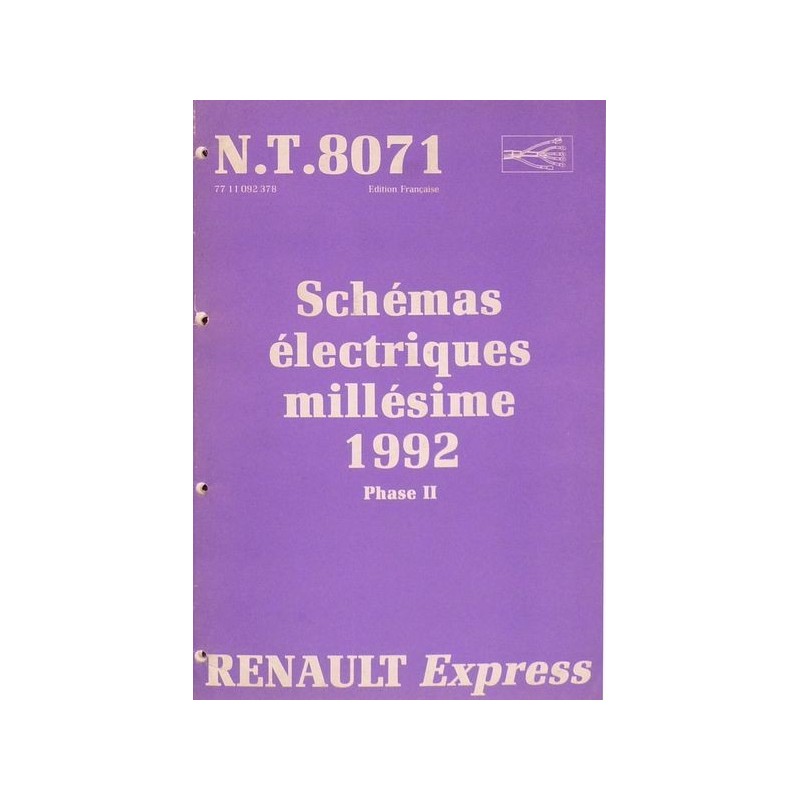 N.T.8071
77 11 092 378 Edition Française
Schémas
électriques
millésime
1992
Phase II
RENAULT Express